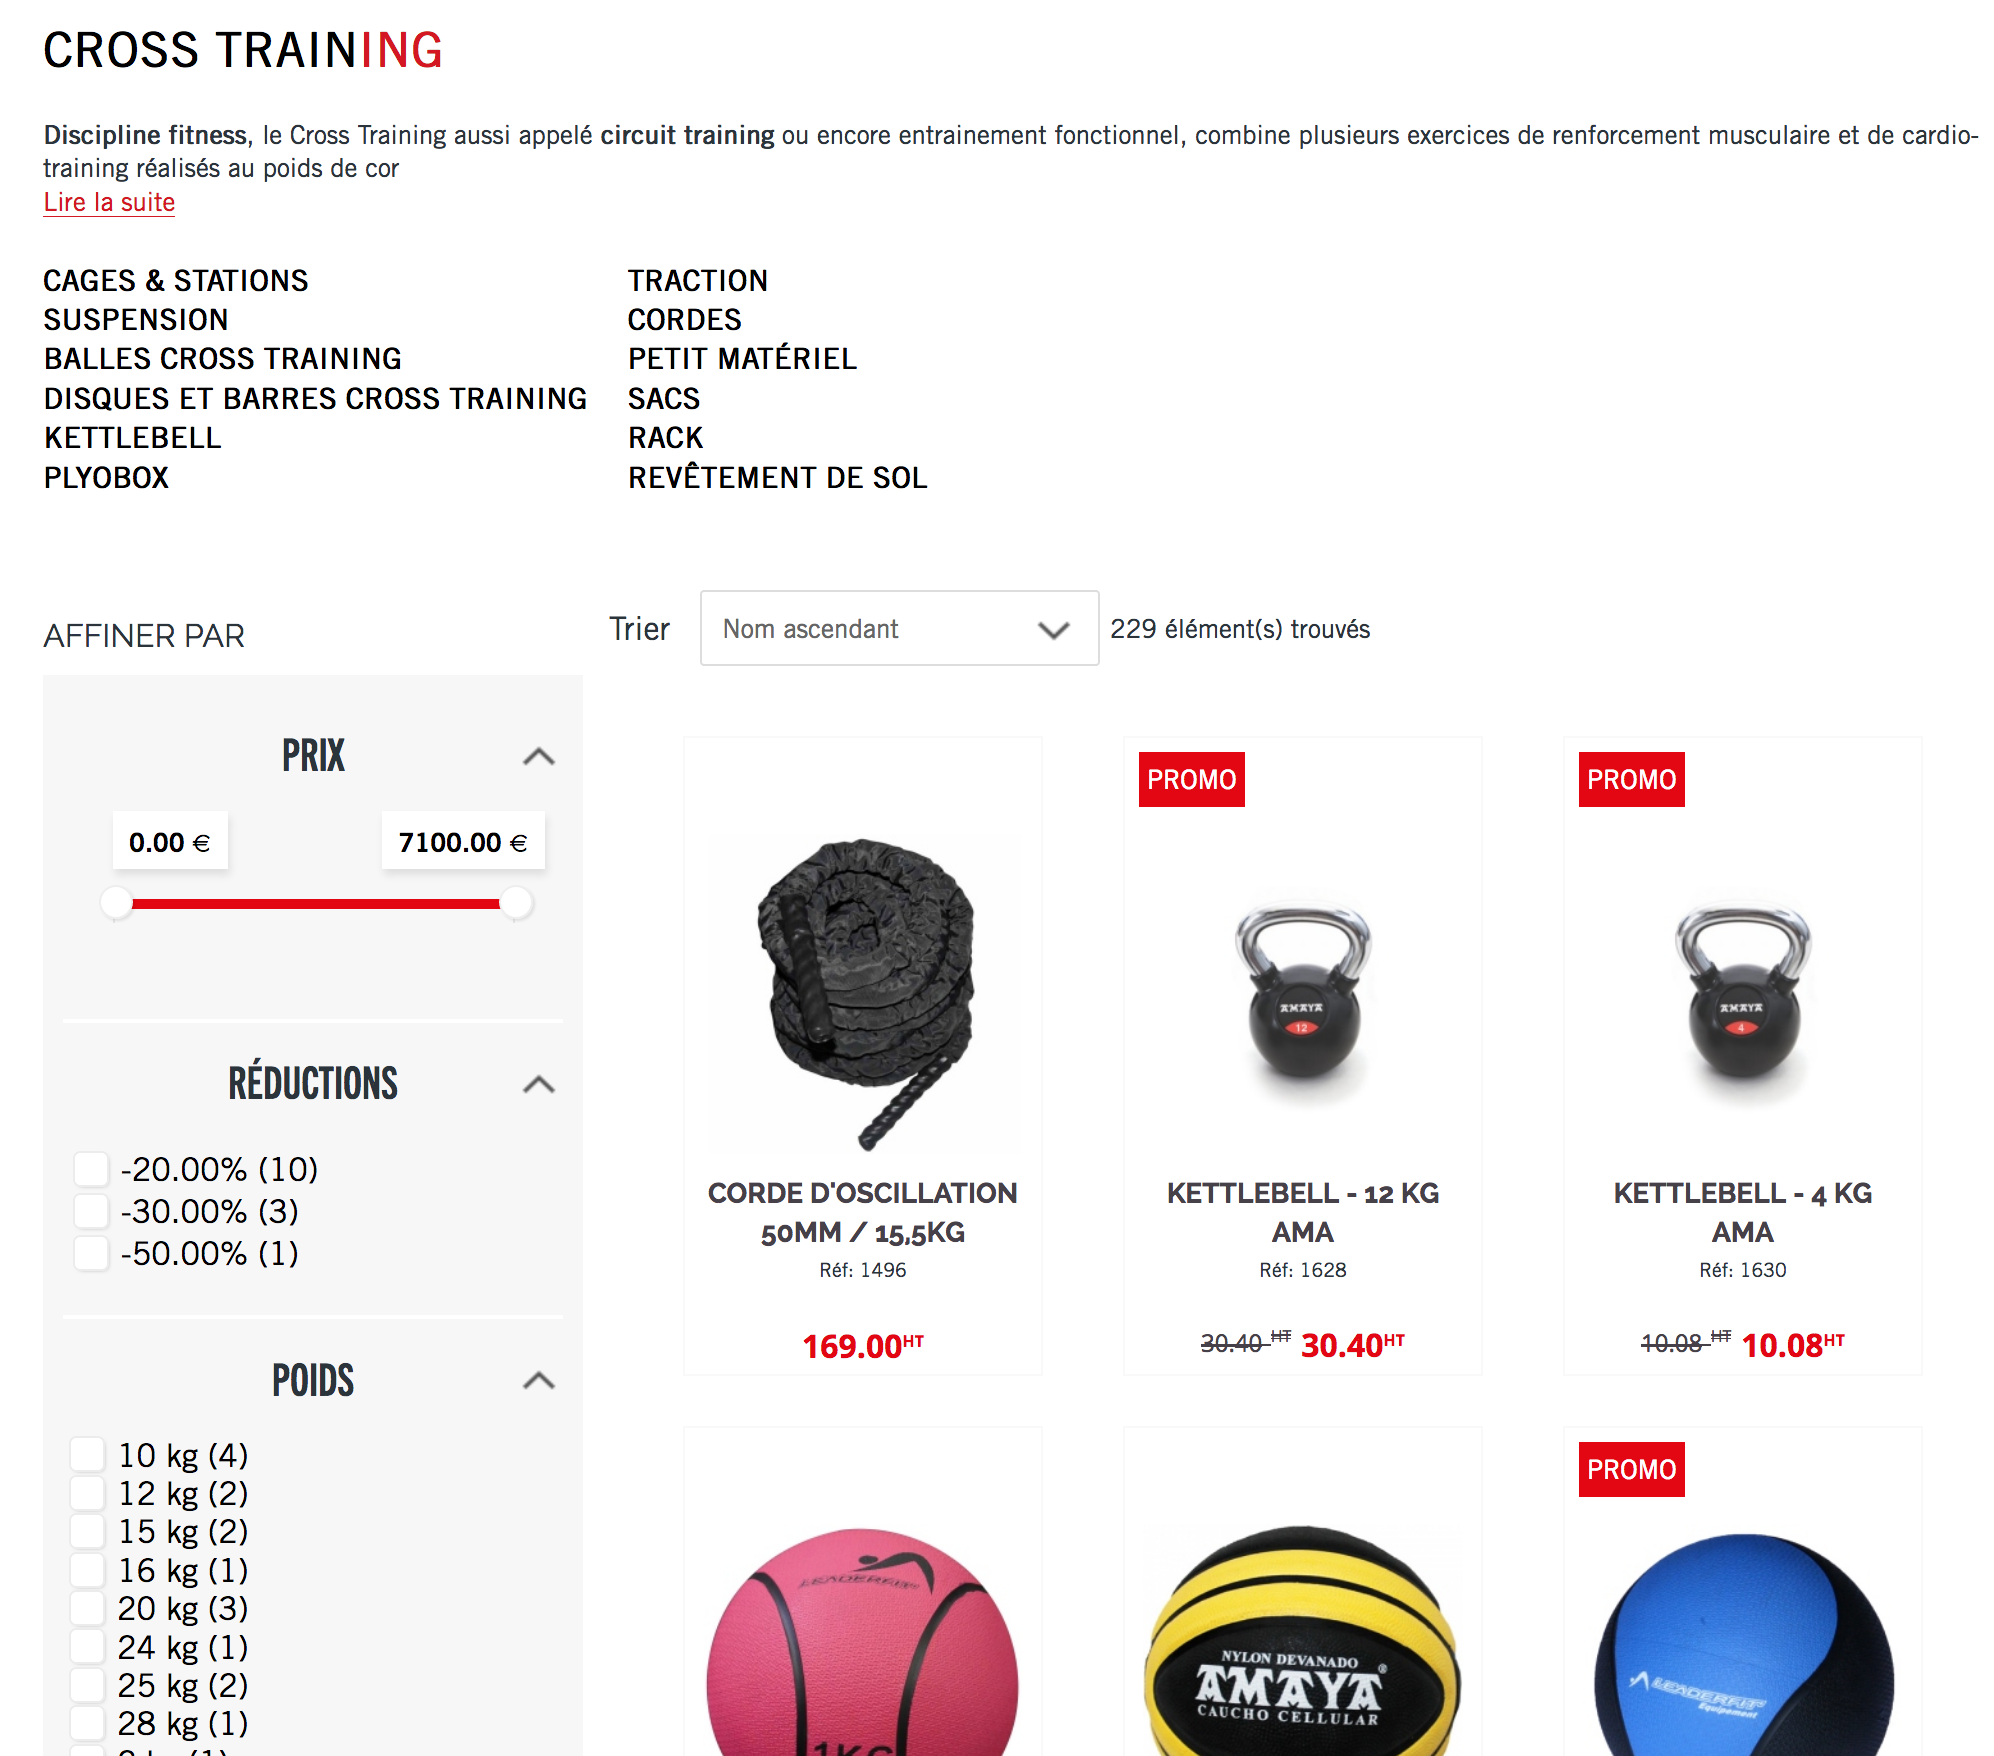 CROSS TRAINING
Discipline fitness, le Cross Training aussi appelé circuit training ou encore entrainement fonctionnel, combine plusieurs exercices de renforcement musculaire et de cardio-
training réalisés au poids de cor
Lire la suite
CAGES & STATIONS
SUSPENSION
BALLES CROSS TRAINING
DISQUES ET BARRES CROSS TRAINING
KETTLEBELL
PLYOBOX
TRACTION
CORDES
PETIT MATÉRIEL
SACS
RACK
REVÊTEMENT DE SOL
AFFINER PAR
PRIX
0.00 €
7100.00 €
RÉDUCTIONS
-20.00% (10)
-30.00% (3)
-50.00% (1)
POIDS
10 kg (4)
12 kg (2)
15 kg (2)
16 kg (1)
20 kg (3)
24 kg (1)
25 kg (2)
28 kg (1)
Trier
Nom ascendant
229 élément(s) trouvés
CORDE D'OSCILLATION
50MM / 15,5KG
Réf: 1496
169.00HT
PROMO
AMAYA
12
KETTLEBELL - 12 KG
AMA
Réf: 1628
30.40 HT 30.40HT
PROMO
AMAYA
4
KETTLEBELL - 4 KG
AMA
Réf: 1630
10.08 HT 10.08HT
LEADERFIT'
1KG
NYLON DEVANADO
AMAYA®
CAUCHO CELLULAR
PROMO
LEADERFIT'
Equipement